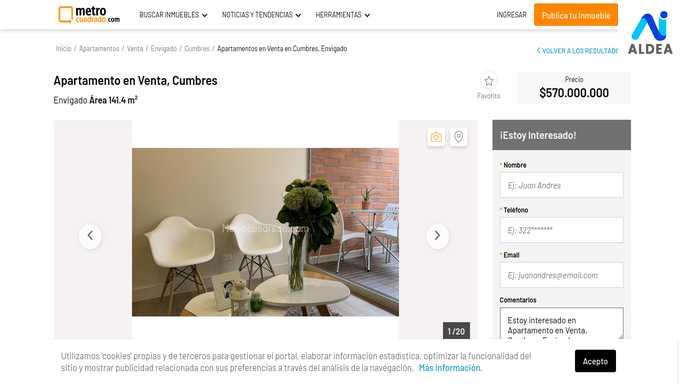 metro
cuadrado.com
BUSCAR INMUEBLES
NOTICIAS Y TENDENCIAS
HERRAMIENTAS
INGRESAR
Publica tu Inmueble
ALDEA
Inicio / Apartamentos / Venta / Envigado / Cumbres / Apartamentos en Venta en Cumbres, Envigado
VOLVER A LOS RESULTAD
Apartamento en Venta, Cumbres
Envigado Área 141.4 m²
Favorito
Precio
$570.000.000
¡Estoy Interesado!
* Nombre
Ej: Juan Andres
* Teléfono
Ej: 322*******
* Email
Ej: juanandres@email.com
Comentarios
Estoy interesado en
Apartamento en Venta,
1 / 20
Utilizamos 'cookies' propias y de terceros para gestionar el portal, elaborar información estadística, optimizar la funcionalidad del
sitio y mostrar publicidad relacionada con sus preferencias a través del análisis de la navegación. Más información.
Acepto